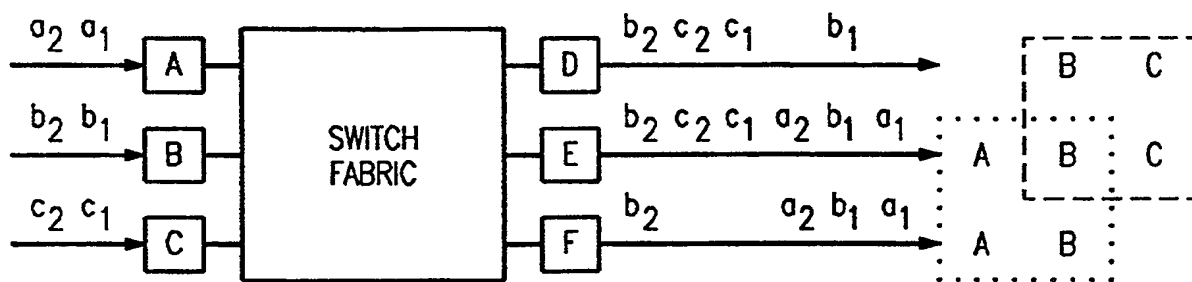 a₂ a₁ A D b₂ c₂ c₁ b₁ B C
b₂ b₁ B SWITCH FABRIC E b₂ c₂ c₁ a₂ b₁ a₁ A B C
c₂ c₁ C F b₂ a₂ b₁ a₁ A B